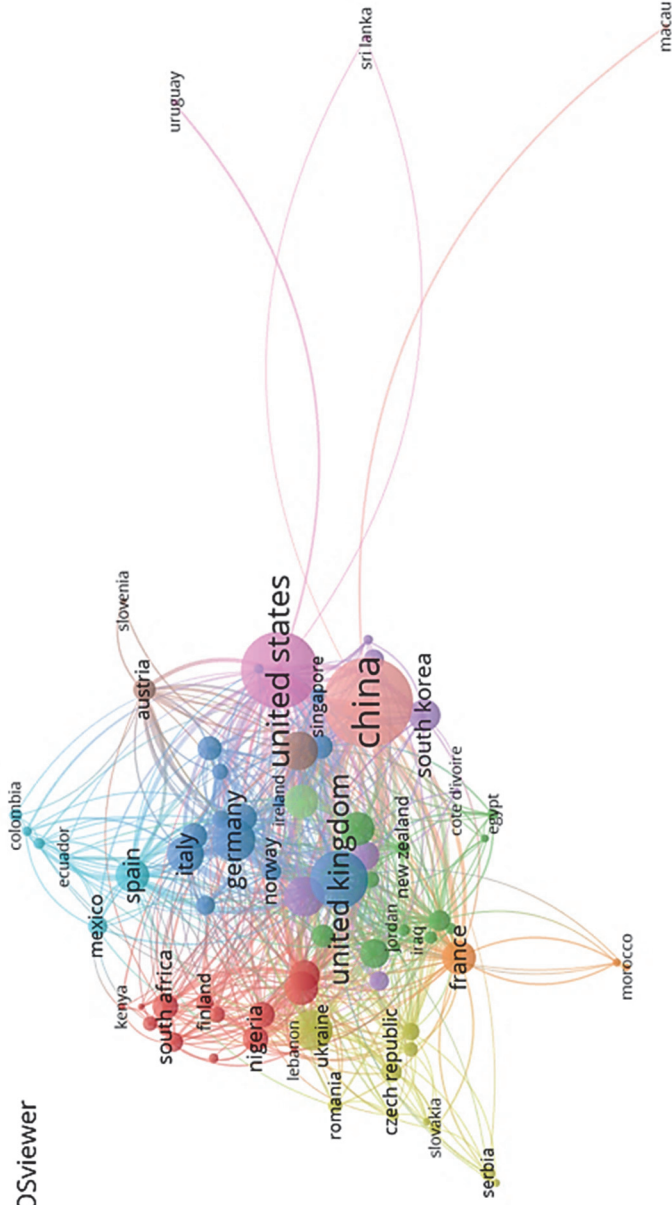 OSviewer
serbia
slovakia
romania
czech republic
lebanon
ukraine
nigeria
finland
south africa
kenya
morocco
france
iraq
jordan
united kingdom
mexico
spain
ecuador
colombia
italy
germany
norway
ireland
new zealand
cote d'ivoire
egypt
south korea
china
singapore
united states
austria
slovenia
uruguay
sri lanka
macau